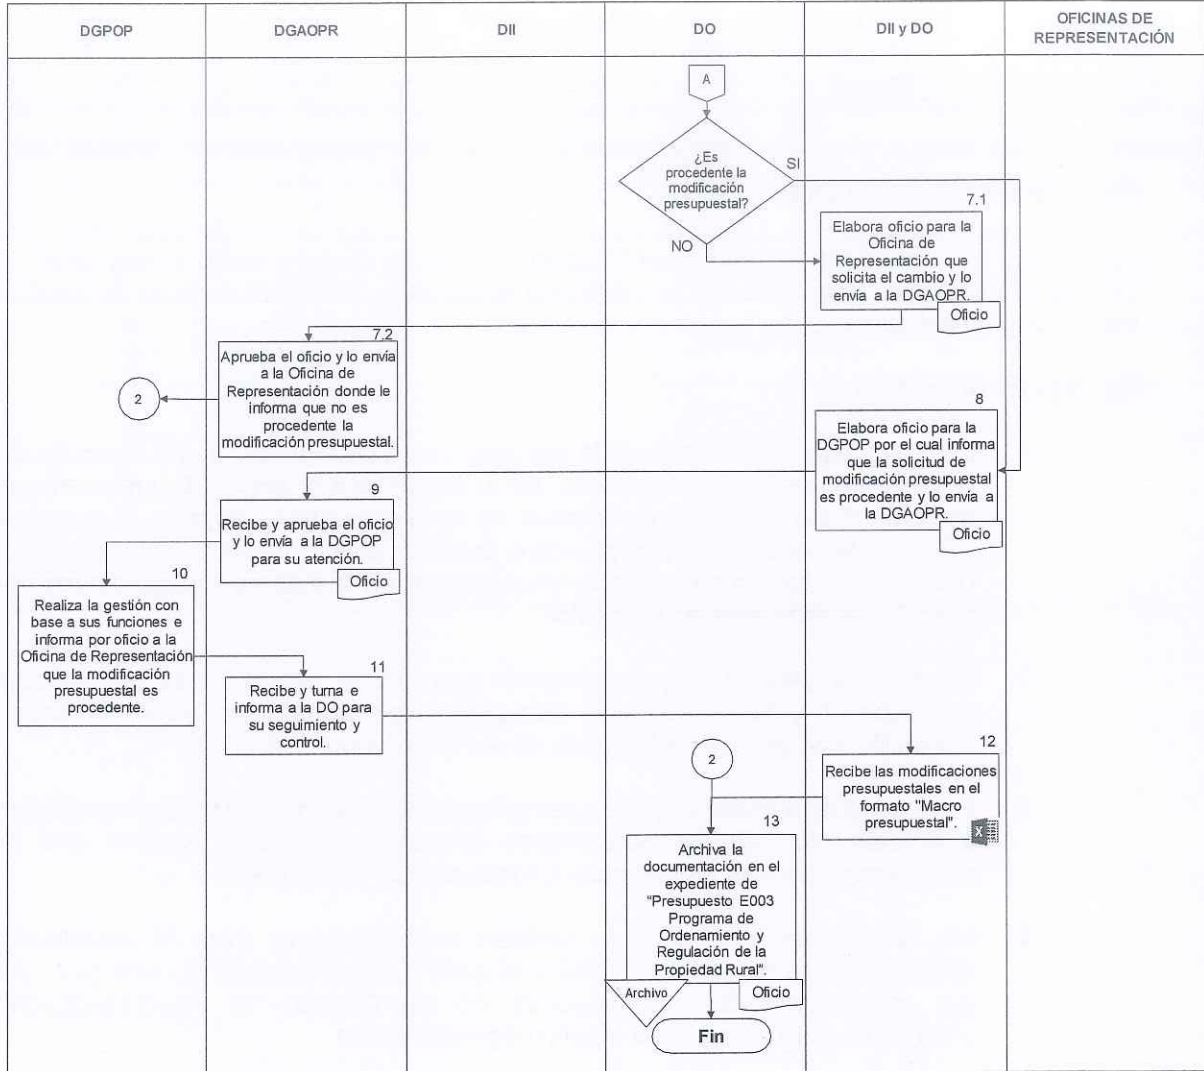 DGPOP
DGAOPR
DII
DO
DII y DO
OFICINAS DE
REPRESENTACIÓN
A
¿Es
procedente la
modificación
presupuestal?
SI
NO
7.1
Elabora oficio para la
Oficina de
Representación que
solicita el cambio y lo
envía a la DGAOPR.
Oficio
7.2
Aprueba el oficio y lo envía
a la Oficina de
Representación donde le
informa que no es
procedente la
modificación presupuestal.
2
8
Elabora oficio para la
DGPOP por el cual informa
que la solicitud de
modificación presupuestal
es procedente y lo envía a
la DGAOPR.
Oficio
9
Recibe y aprueba el oficio
y lo envía a la DGPOP
para su atención.
Oficio
10
Realiza la gestión con
base a sus funciones e
informa por oficio a la
Oficina de Representación
que la modificación
presupuestal es
procedente.
11
Recibe y turna e
informa a la DO para
su seguimiento y
control.
12
Recibe las modificaciones
presupuestales en el
formato "Macro
presupuestal".
X
2
13
Archiva la
documentación en el
expediente de
"Presupuesto E003
Programa de
Ordenamiento y
Regulación de la
Propiedad Rural".
Archivo
Oficio
Fin